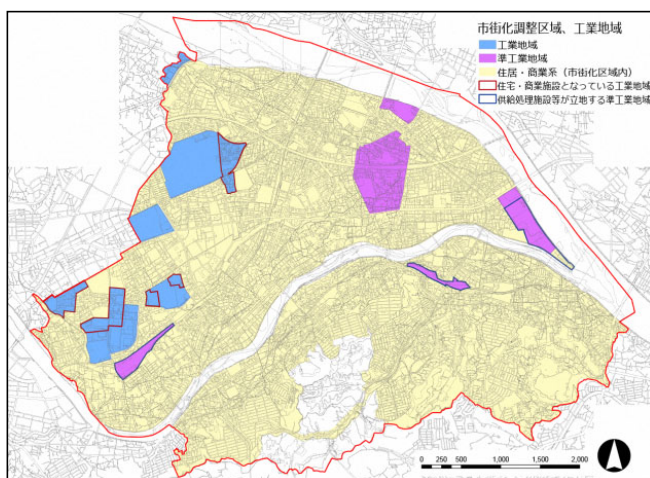 市街化調整区域、工業地域
工業地域
準工業地域
住居・商業系（市街化区域内）
住宅・商業施設となっている工業地域
供給処理施設等が立地する準工業地域
0 250 500 1,000 1,500 2,000